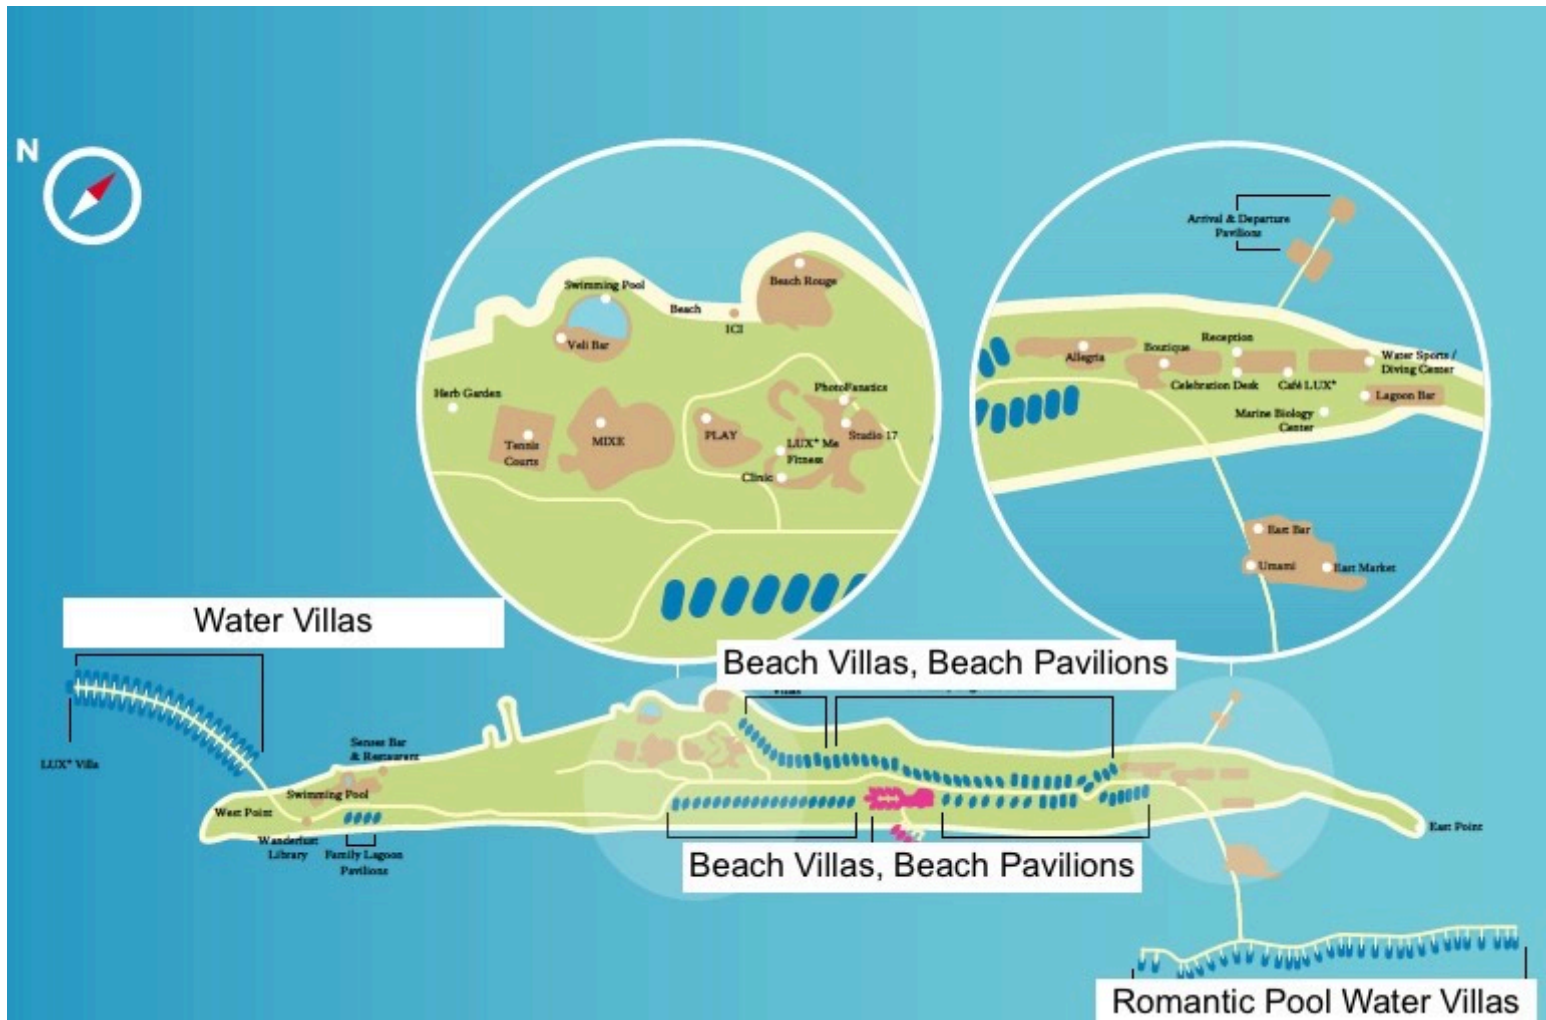 N
Swimming Pool
Beach Rouge
Beach
ICI
Veli Bar
Herb Garden
PhotoFanatics
Tennis
Courts
MIXE
PLAY
Studio 17
LUX* Me
Fitness
Clinic
Arrival & Departure
Pavilions
Allegria
Boutique
Reception
Water Sports /
Diving Center
Celebration Desk
Café LUX*
Lagoon Bar
Marine Biology
Center
East Bar
Umami
East Market
Water Villas
Beach Villas, Beach Pavilions
Villas
LUX* Villa
Senses Bar
& Restaurant
Swimming Pool
West Point
Wanderlust
Library
Family Lagoon
Pavilions
East Point
Beach Villas, Beach Pavilions
Romantic Pool Water Villas